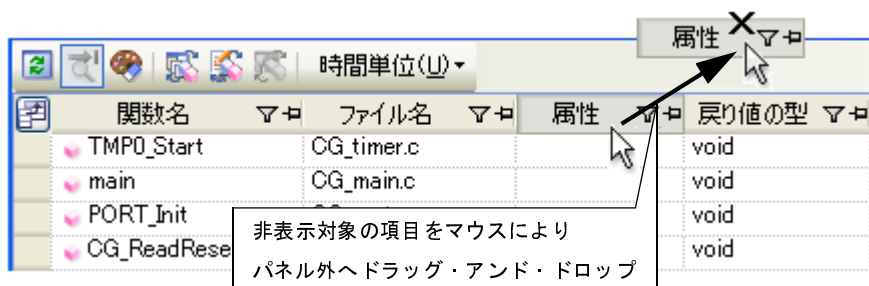 属性
時間単位(U)
関数名 ファイル名 属性 戻り値の型
TMP0_Start CG_timer.c void
main CG_main.c void
PORT_Init void
CG_ReadRese void
非表示対象の項目をマウスにより
パネル外へドラッグ・アンド・ドロップ